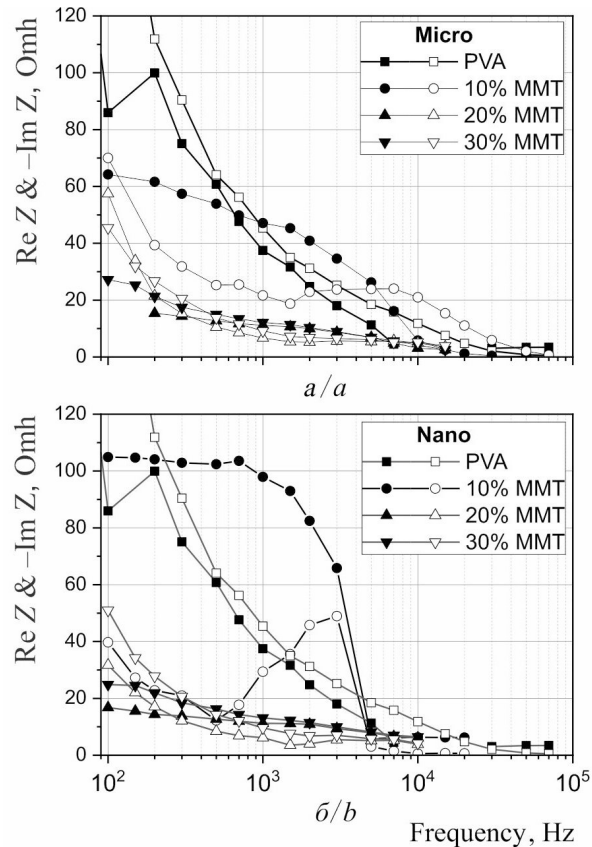 Micro
PVA
10% MMT
20% MMT
30% MMT
Re Z & −Im Z, Omh
120
100
80
60
40
20
0
а/a
Nano
PVA
10% MMT
20% MMT
30% MMT
Re Z & −Im Z, Omh
120
100
80
60
40
20
0
10² 10³ 10⁴ 10⁵
б/b
Frequency, Hz